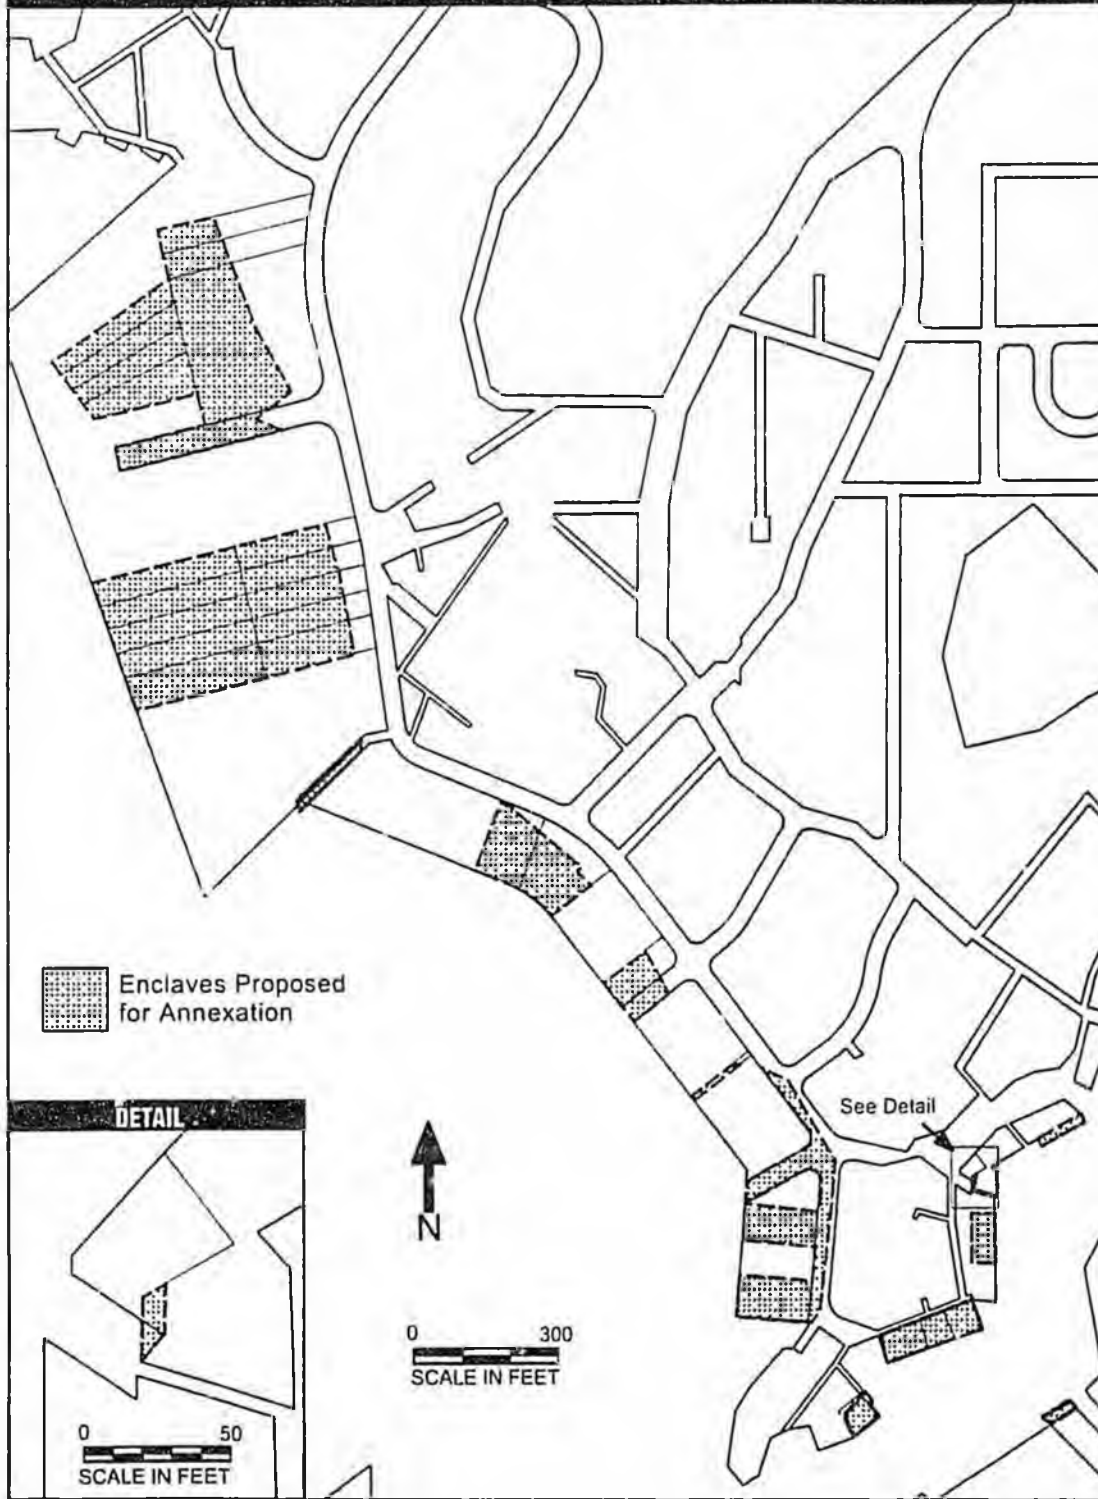 Enclaves Proposed
for Annexation
DETAIL
See Detail
N
0 300
SCALE IN FEET
0 50
SCALE IN FEET